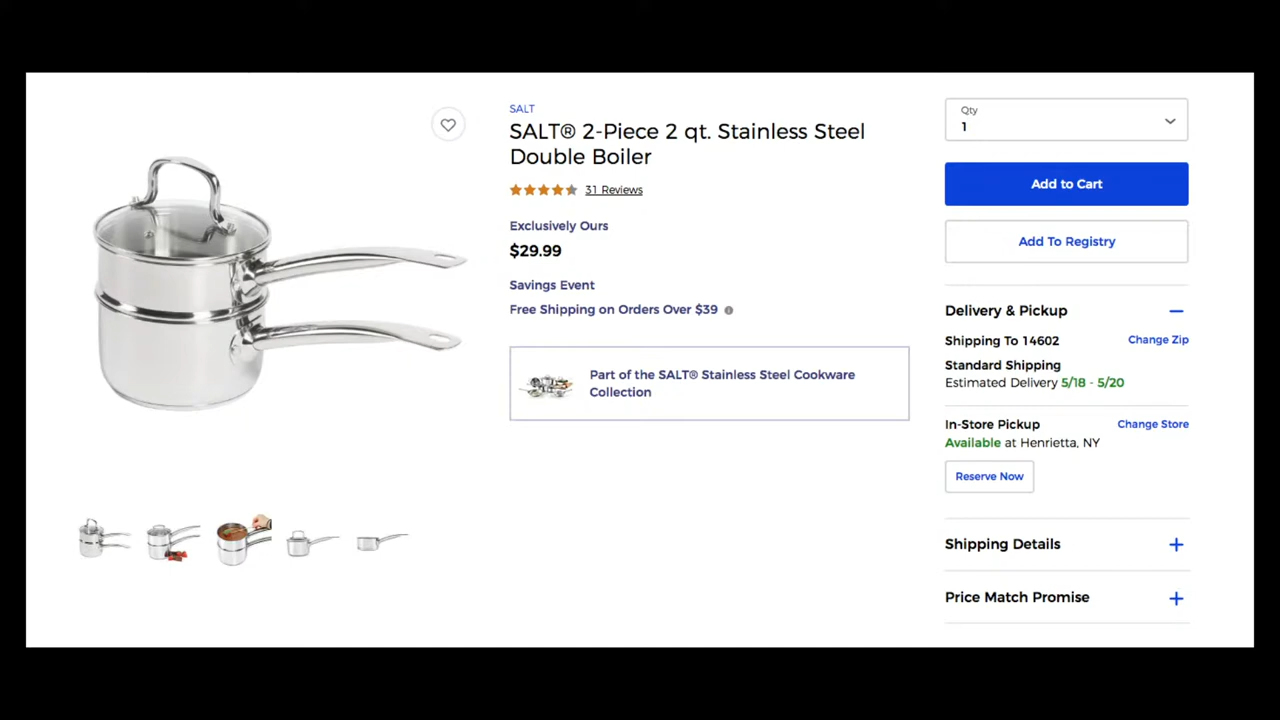 SALT
SALT® 2-Piece 2 qt. Stainless Steel
Double Boiler
31 Reviews
Exclusively Ours
$29.99
Savings Event
Free Shipping on Orders Over $39
Part of the SALT® Stainless Steel Cookware
Collection
Qty
1
Add to Cart
Add To Registry
Delivery & Pickup
Shipping To 14602 Change Zip
Standard Shipping
Estimated Delivery 5/18 - 5/20
In-Store Pickup Change Store
Available at Henrietta, NY
Reserve Now
Shipping Details
Price Match Promise